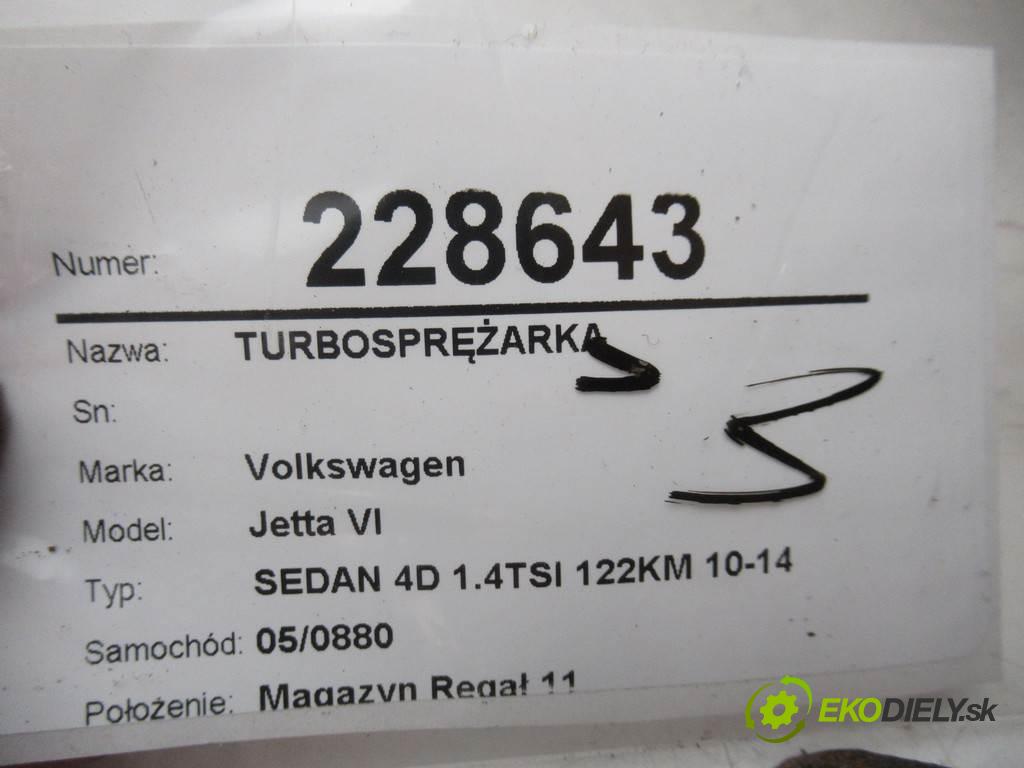 Numer: 228643
Nazwa: TURBOSPRĘŻARKA
Sn:
Marka: Volkswagen
Model: Jetta VI
Typ: SEDAN 4D 1.4TSI 122KM 10-14
Samochód: 05/0880
Położenie: Magazyn Regał 11
EKODIELY.sk